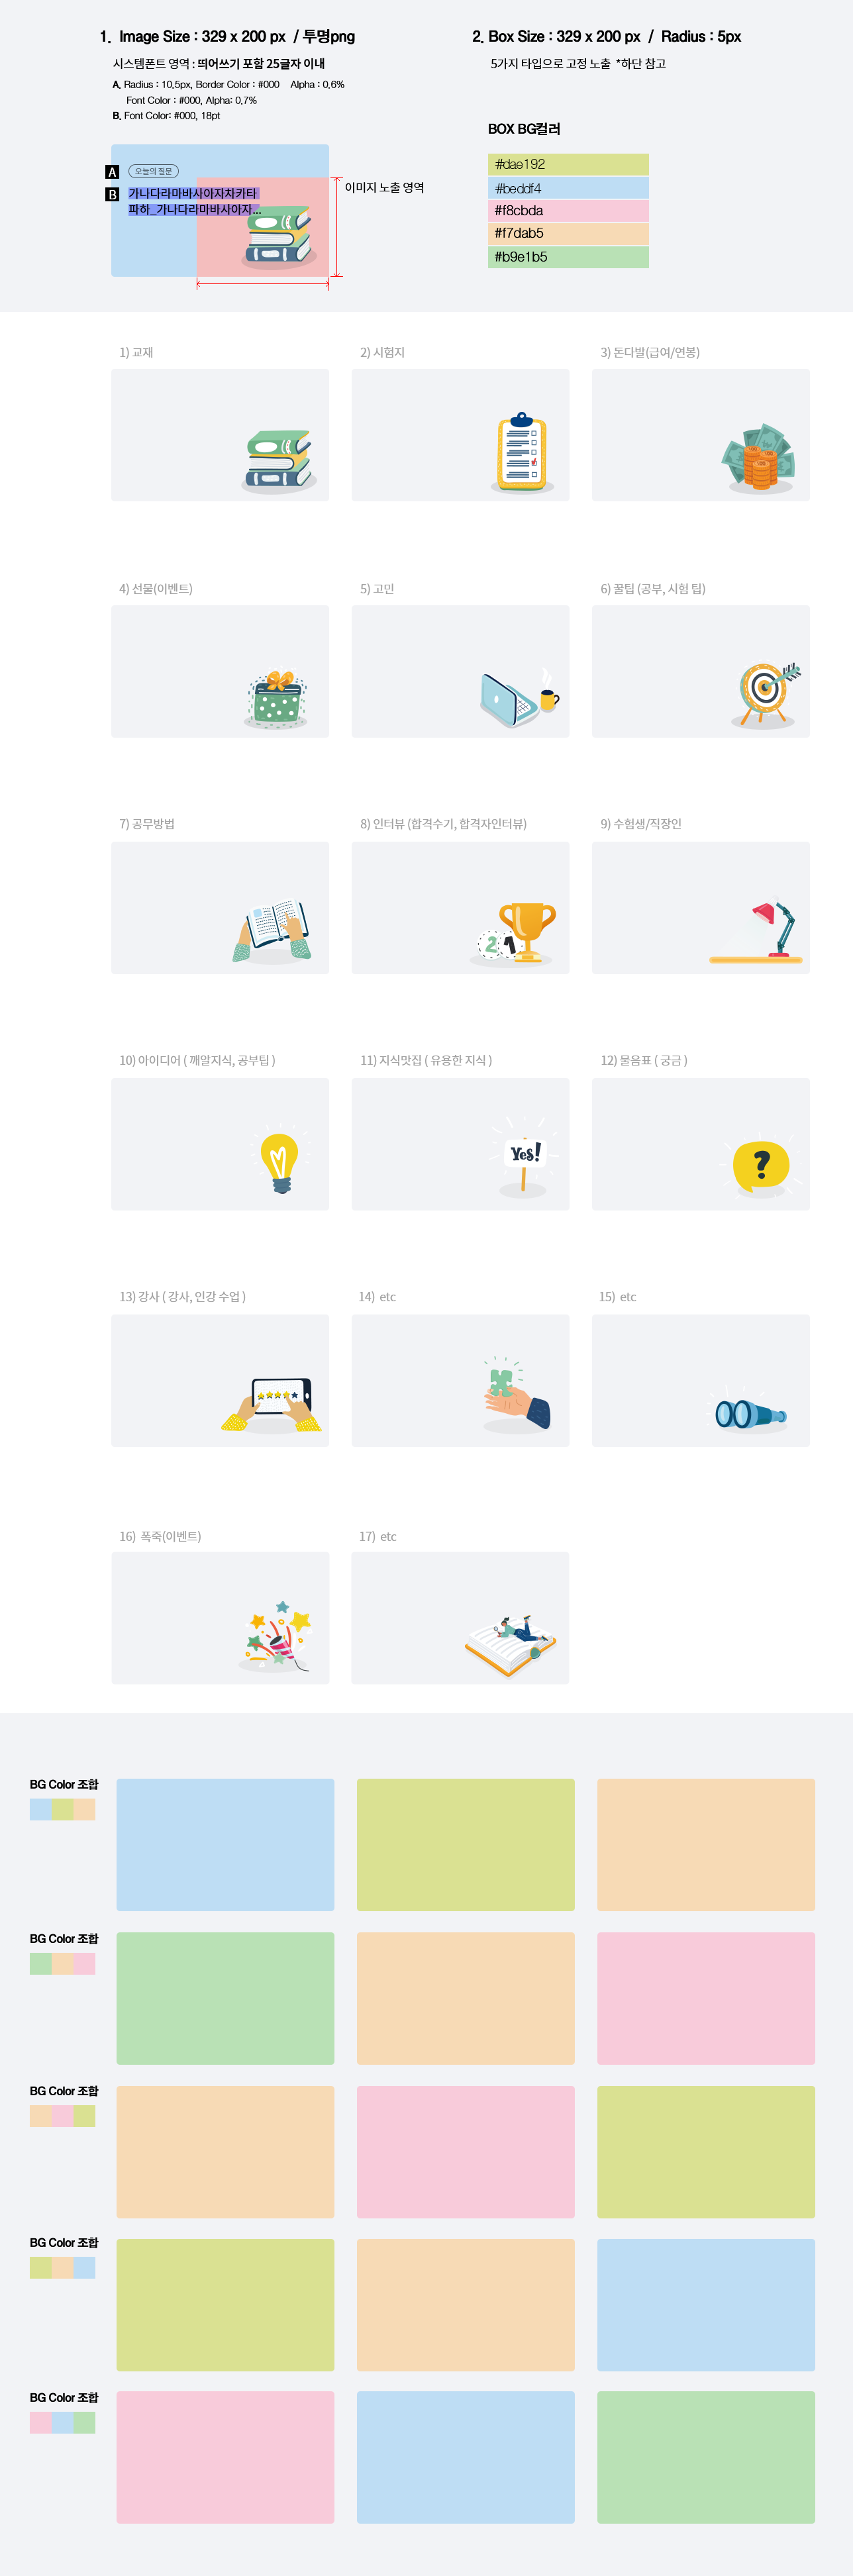 1. Image Size : 329 x 200 px / 투명png
시스템폰트 영역 : 띄어쓰기 포함 25글자 이내
A. Radius : 10,5px, Border Color : #000 Alpha : 0,6%
Font Color : #000, Alpha: 0,7%
B. Font Color: #000, 18pt
A
오늘의 질문
B
가나다라마바사아자차카타
파하_가나다라마바사아자...
이미지 노출 영역
2. Box Size : 329 x 200 px / Radius : 5px
5가지 타입으로 고정 노출 *하단 참고
BOX BG컬러
#dae192
#beddf4
#f8cbda
#f7dab5
#b9e1b5
1) 교재
2) 시험지
3) 돈다발(급여/연봉)
4) 선물(이벤트)
5) 고민
6) 꿀팁 (공부, 시험 팁)
7) 공무방법
8) 인터뷰 (합격수기, 합격자인터뷰)
2 1
9) 수험생/직장인
10) 아이디어 ( 깨알지식, 공부팁 )
11) 지식맛집 ( 유용한 지식 )
Yes!
12) 물음표 ( 궁금 )
?
13) 강사 ( 강사, 인강 수업 )
14) etc
15) etc
16) 폭죽(이벤트)
17) etc
BG Color 조합
BG Color 조합
BG Color 조합
BG Color 조합
BG Color 조합